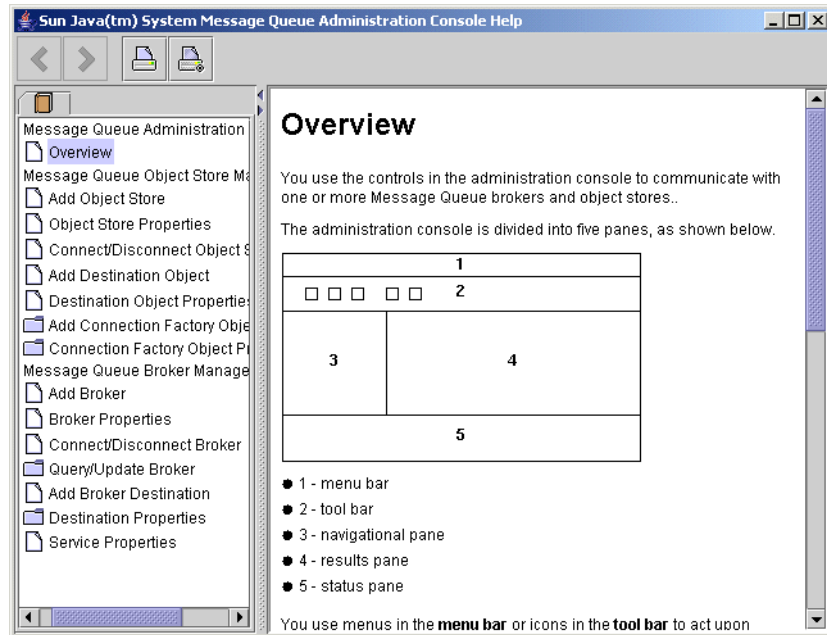 Sun Java(tm) System Message Queue Administration Console Help
Message Queue Administration
Overview
Message Queue Object Store Ma
Add Object Store
Object Store Properties
Connect/Disconnect Object S
Add Destination Object
Destination Object Propertie
Add Connection Factory Obje
Connection Factory Object Pr
Message Queue Broker Manage
Add Broker
Broker Properties
Connect/Disconnect Broker
Query/Update Broker
Add Broker Destination
Destination Properties
Service Properties
Overview
You use the controls in the administration console to communicate with
one or more Message Queue brokers and object stores..
The administration console is divided into five panes, as shown below.
1
2
3
4
5
1 - menu bar
2 - tool bar
3 - navigational pane
4 - results pane
5 - status pane
You use menus in the menu bar or icons in the tool bar to act upon